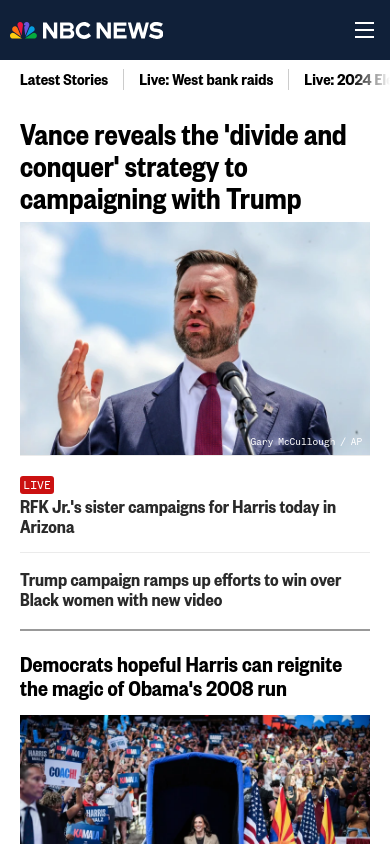 NBC NEWS
Latest Stories
Live: West bank raids
Live: 2024
Vance reveals the 'divide and
conquer' strategy to
campaigning with Trump
Gary McCullough / AP
LIVE
RFK Jr.'s sister campaigns for Harris today in
Arizona
Trump campaign ramps up efforts to win over
Black women with new video
Democrats hopeful Harris can reignite
the magic of Obama's 2008 run
HARRIS
WALZ
COACH!
HARRIS
KAMALA